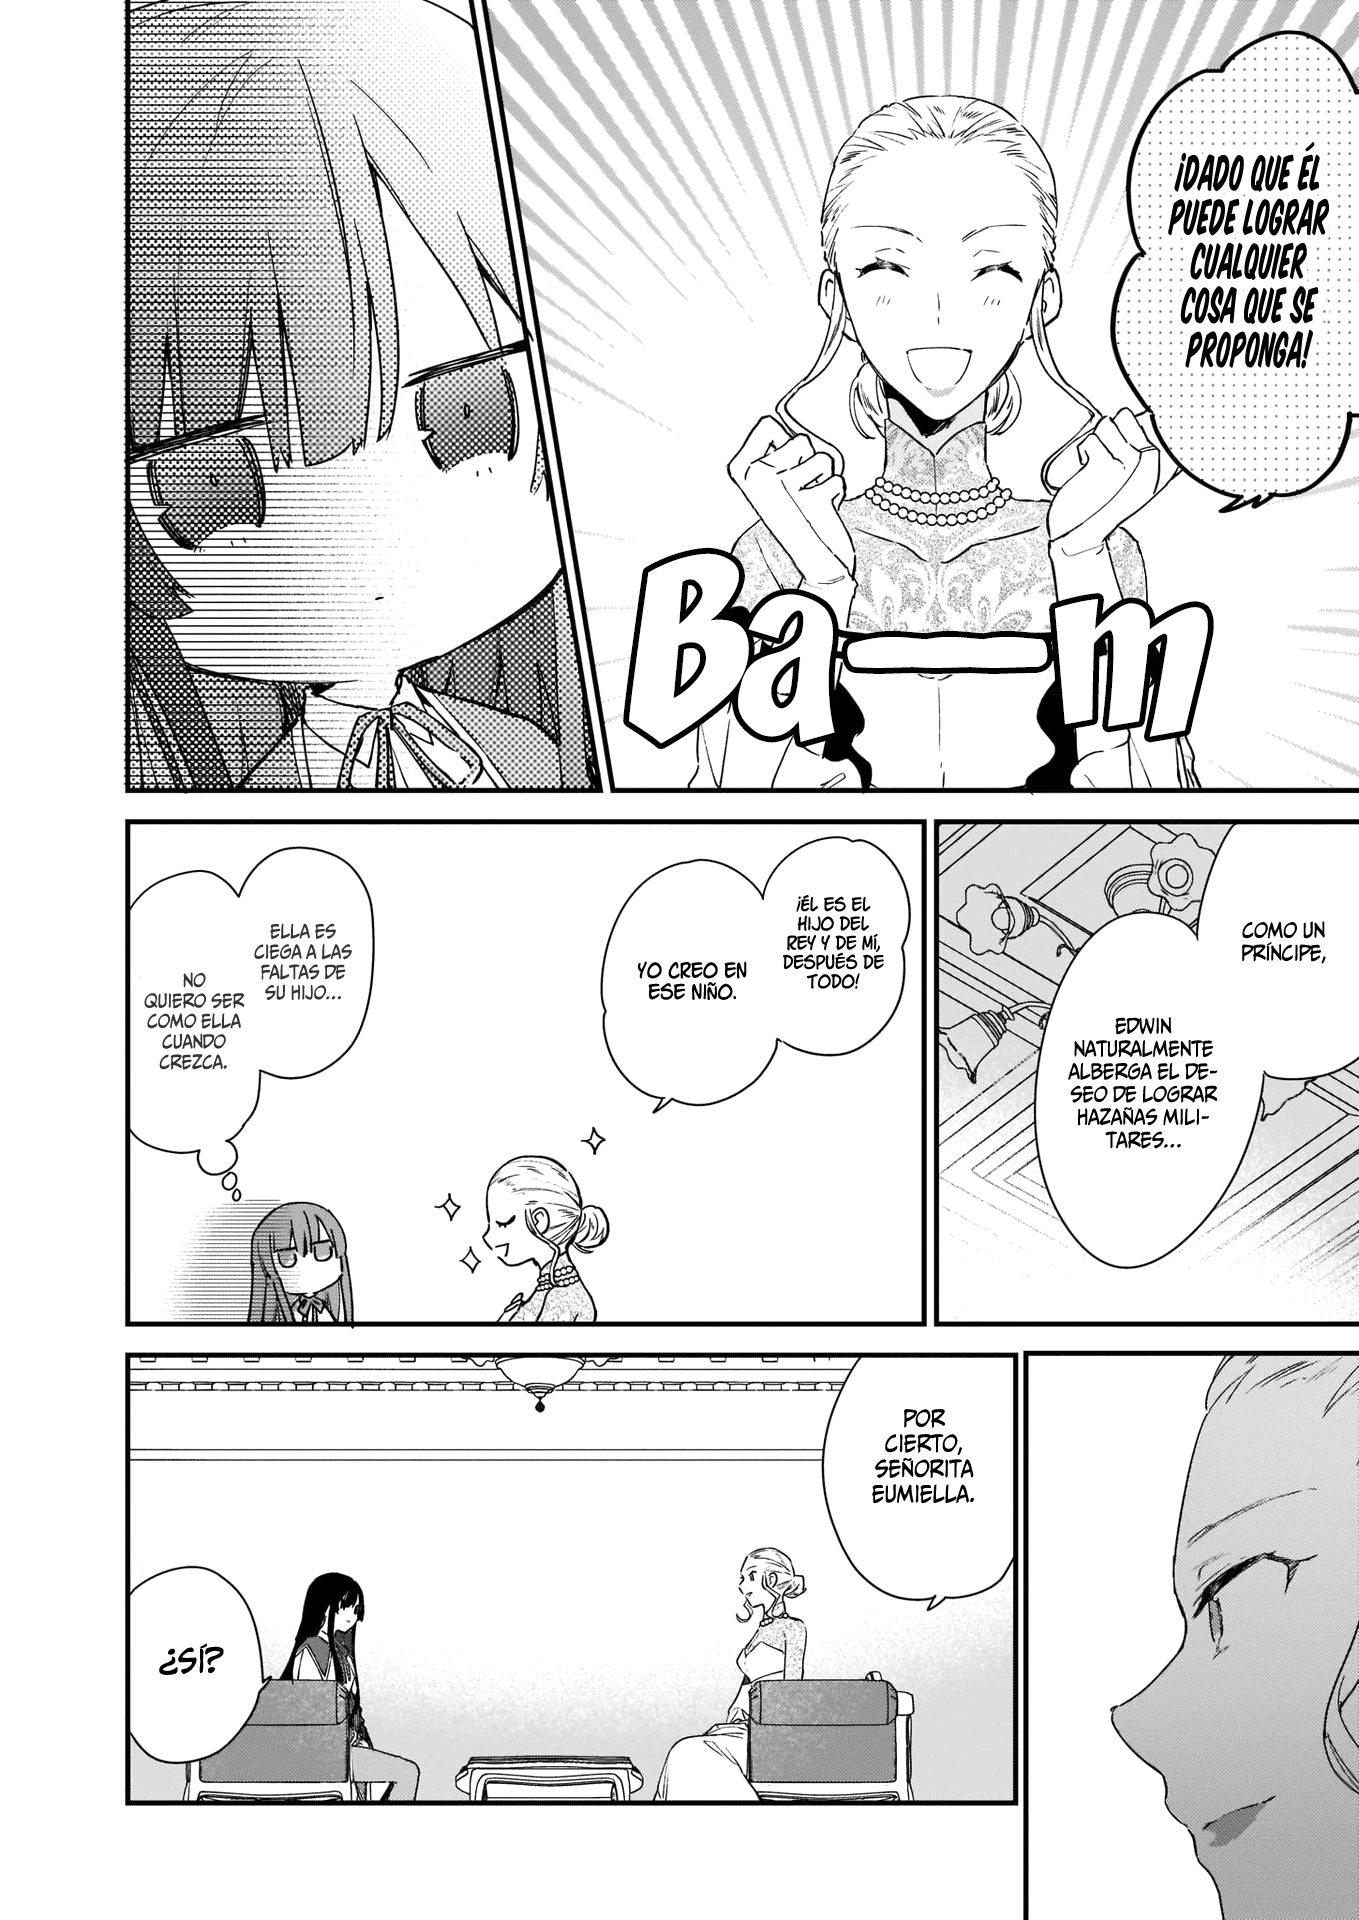 ¡DADO QUE ÉL
PUEDE LOGRAR
CUALQUIER
COSA QUE SE
PROPONGA!
Ba—m
COMO UN
PRÍNCIPE,
EDWIN
NATURALMENTE
ALBERGA EL DE-
SEO DE LOGRAR
HAZAÑAS MILI-
TARES...
¡ÉL ES EL
HIJO DEL
REY Y DE MÍ,
DESPUÉS DE
TODO!
YO CREO EN
ESE NIÑO.
ELLA ES
CIEGA A LAS
FALTAS DE
SU HIJO...
NO
QUIERO SER
COMO ELLA
CUANDO
CREZCA.
POR
CIERTO,
SEÑORITA
EUMIELLA.
¿SÍ?